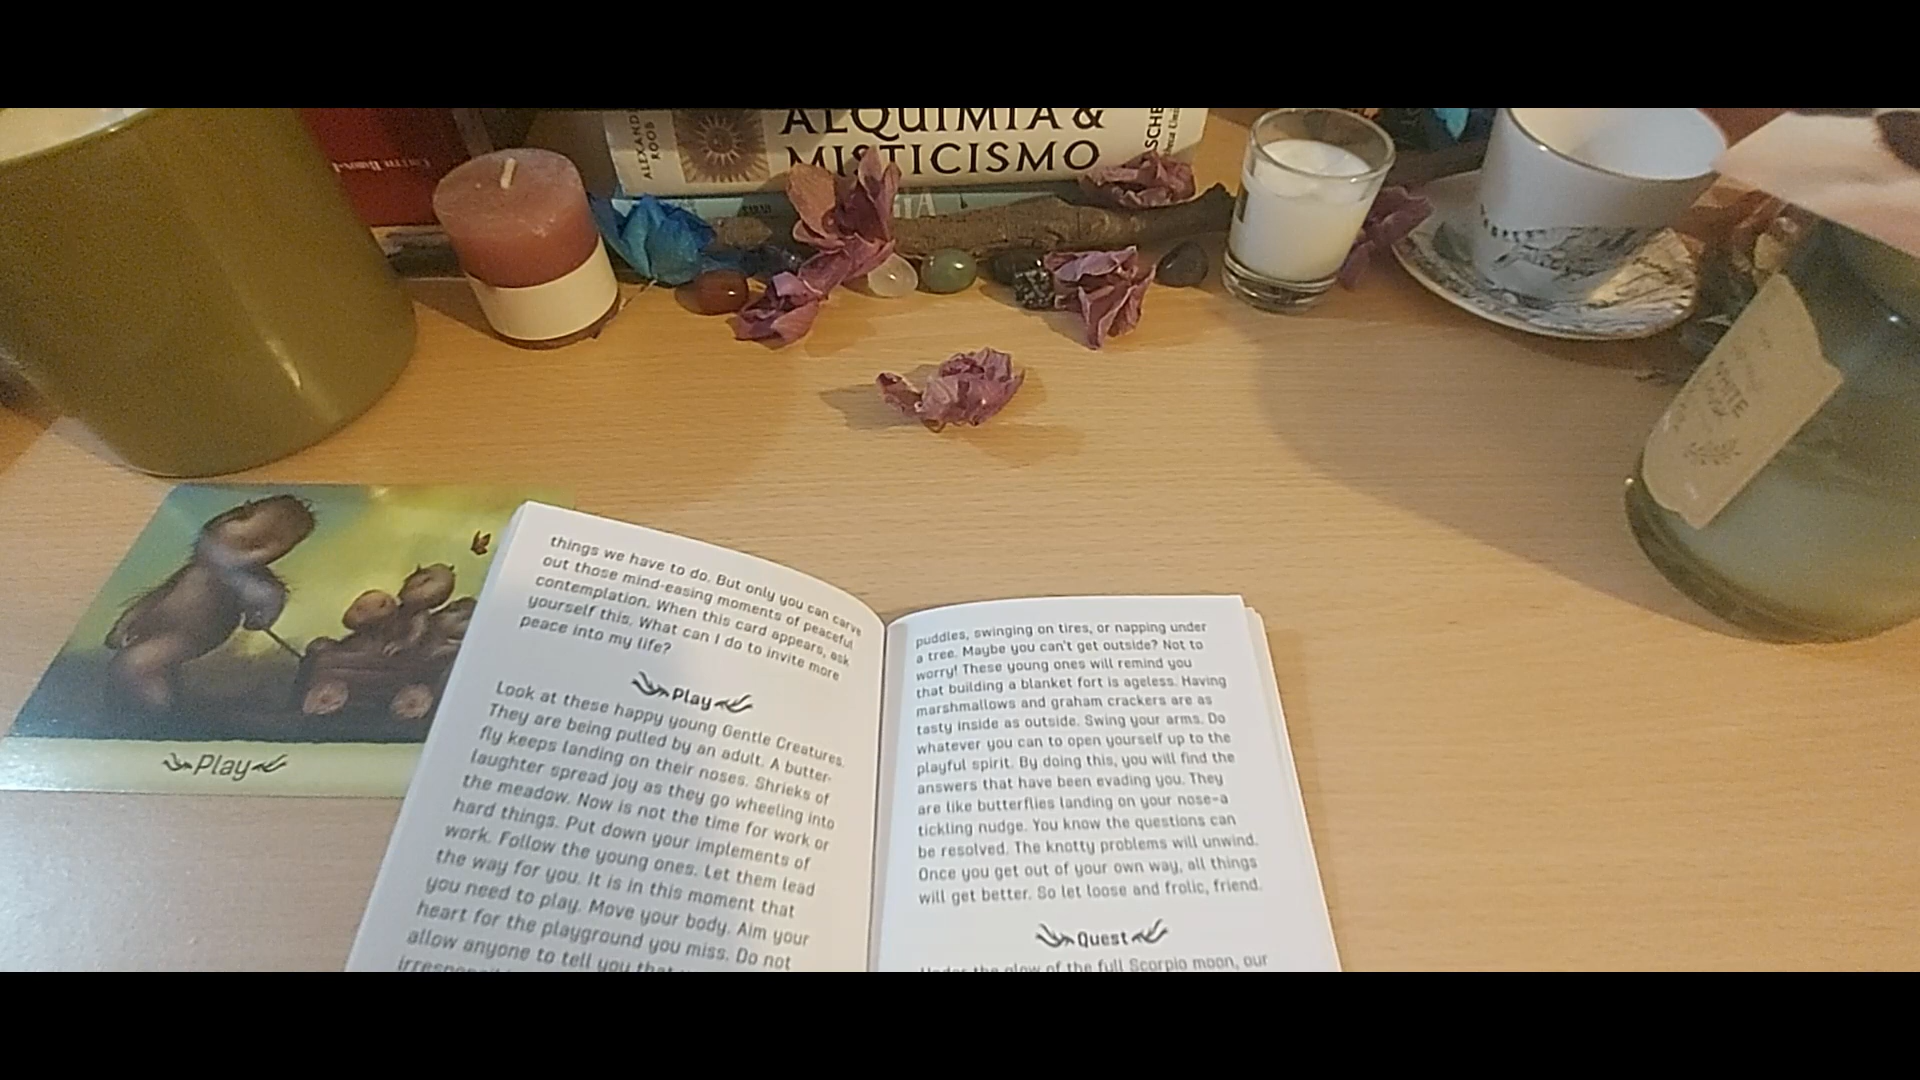 ALEXANDER
ROOB
ALQUIMIA &
MISTICISMO
Play
things we have to do. But only you can carve
out those mind-easing moments of peaceful
contemplation. When this card appears, ask
yourself this. What can I do to invite more
peace into my life?
Play
Look at these happy young Gentle Creatures.
They are being pulled by an adult. A butter-
fly keeps landing on their noses. Shrieks of
laughter spread joy as they go wheeling into
the meadow. Now is not the time for work or
hard things. Put down your implements of
work. Follow the young ones. Let them lead
the way for you. It is in this moment that
you need to play. Move your body. Aim your
heart for the playground you miss. Do not
allow anyone to tell you that
puddles, swinging on tires, or napping under
a tree. Maybe you can't get outside? Not to
worry! These young ones will remind you
that building a blanket fort is ageless. Having
marshmallows and graham crackers are as
tasty inside as outside. Swing your arms. Do
whatever you can to open yourself up to the
playful spirit. By doing this, you will find the
answers that have been evading you. They
are like butterflies landing on your nose–a
tickling nudge. You know the questions can
be resolved. The knotty problems will unwind.
Once you get out of your own way, all things
will get better. So let loose and frolic, friend.
Quest
Under the glow of the full Scorpio moon, our
WHITE